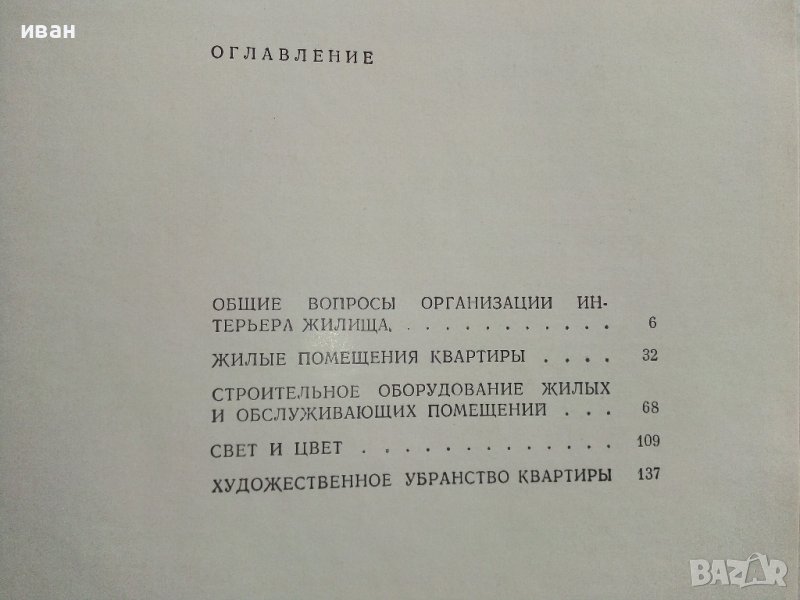 иван
ОГЛАВЛЕНИЕ
ОБЩИЕ ВОПРОСЫ ОРГАНИЗАЦИИ ИН-
ТЕРЬЕРА ЖИЛИЩА. . . . . . . . . . . . 6
ЖИЛЫЕ ПОМЕЩЕНИЯ КВАРТИРЫ . . . . 32
СТРОИТЕЛЬНОЕ ОБОРУДОВАНИЕ ЖИЛЫХ
И ОБСЛУЖИВАЮЩИХ ПОМЕЩЕНИЙ . . . 68
СВЕТ И ЦВЕТ . . . . . . . . . . . . 109
ХУДОЖЕСТВЕННОЕ УБРАНСТВО КВАРТИРЫ 137
BAZAR